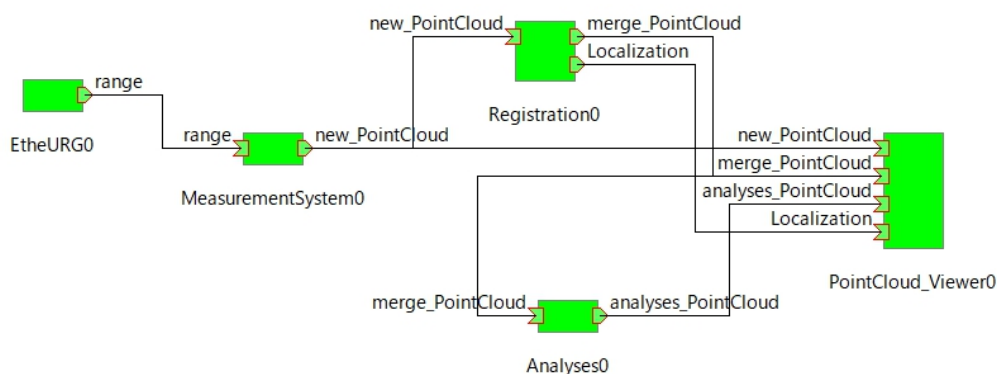 new_PointCloud
merge_PointCloud
Localization
range
Registration0
EtheURG0
range
new_PointCloud
new_PointCloud
merge_PointCloud
MeasurementSystem0
analyses_PointCloud
Localization
PointCloud_Viewer0
merge_PointCloud
analyses_PointCloud
Analyses0